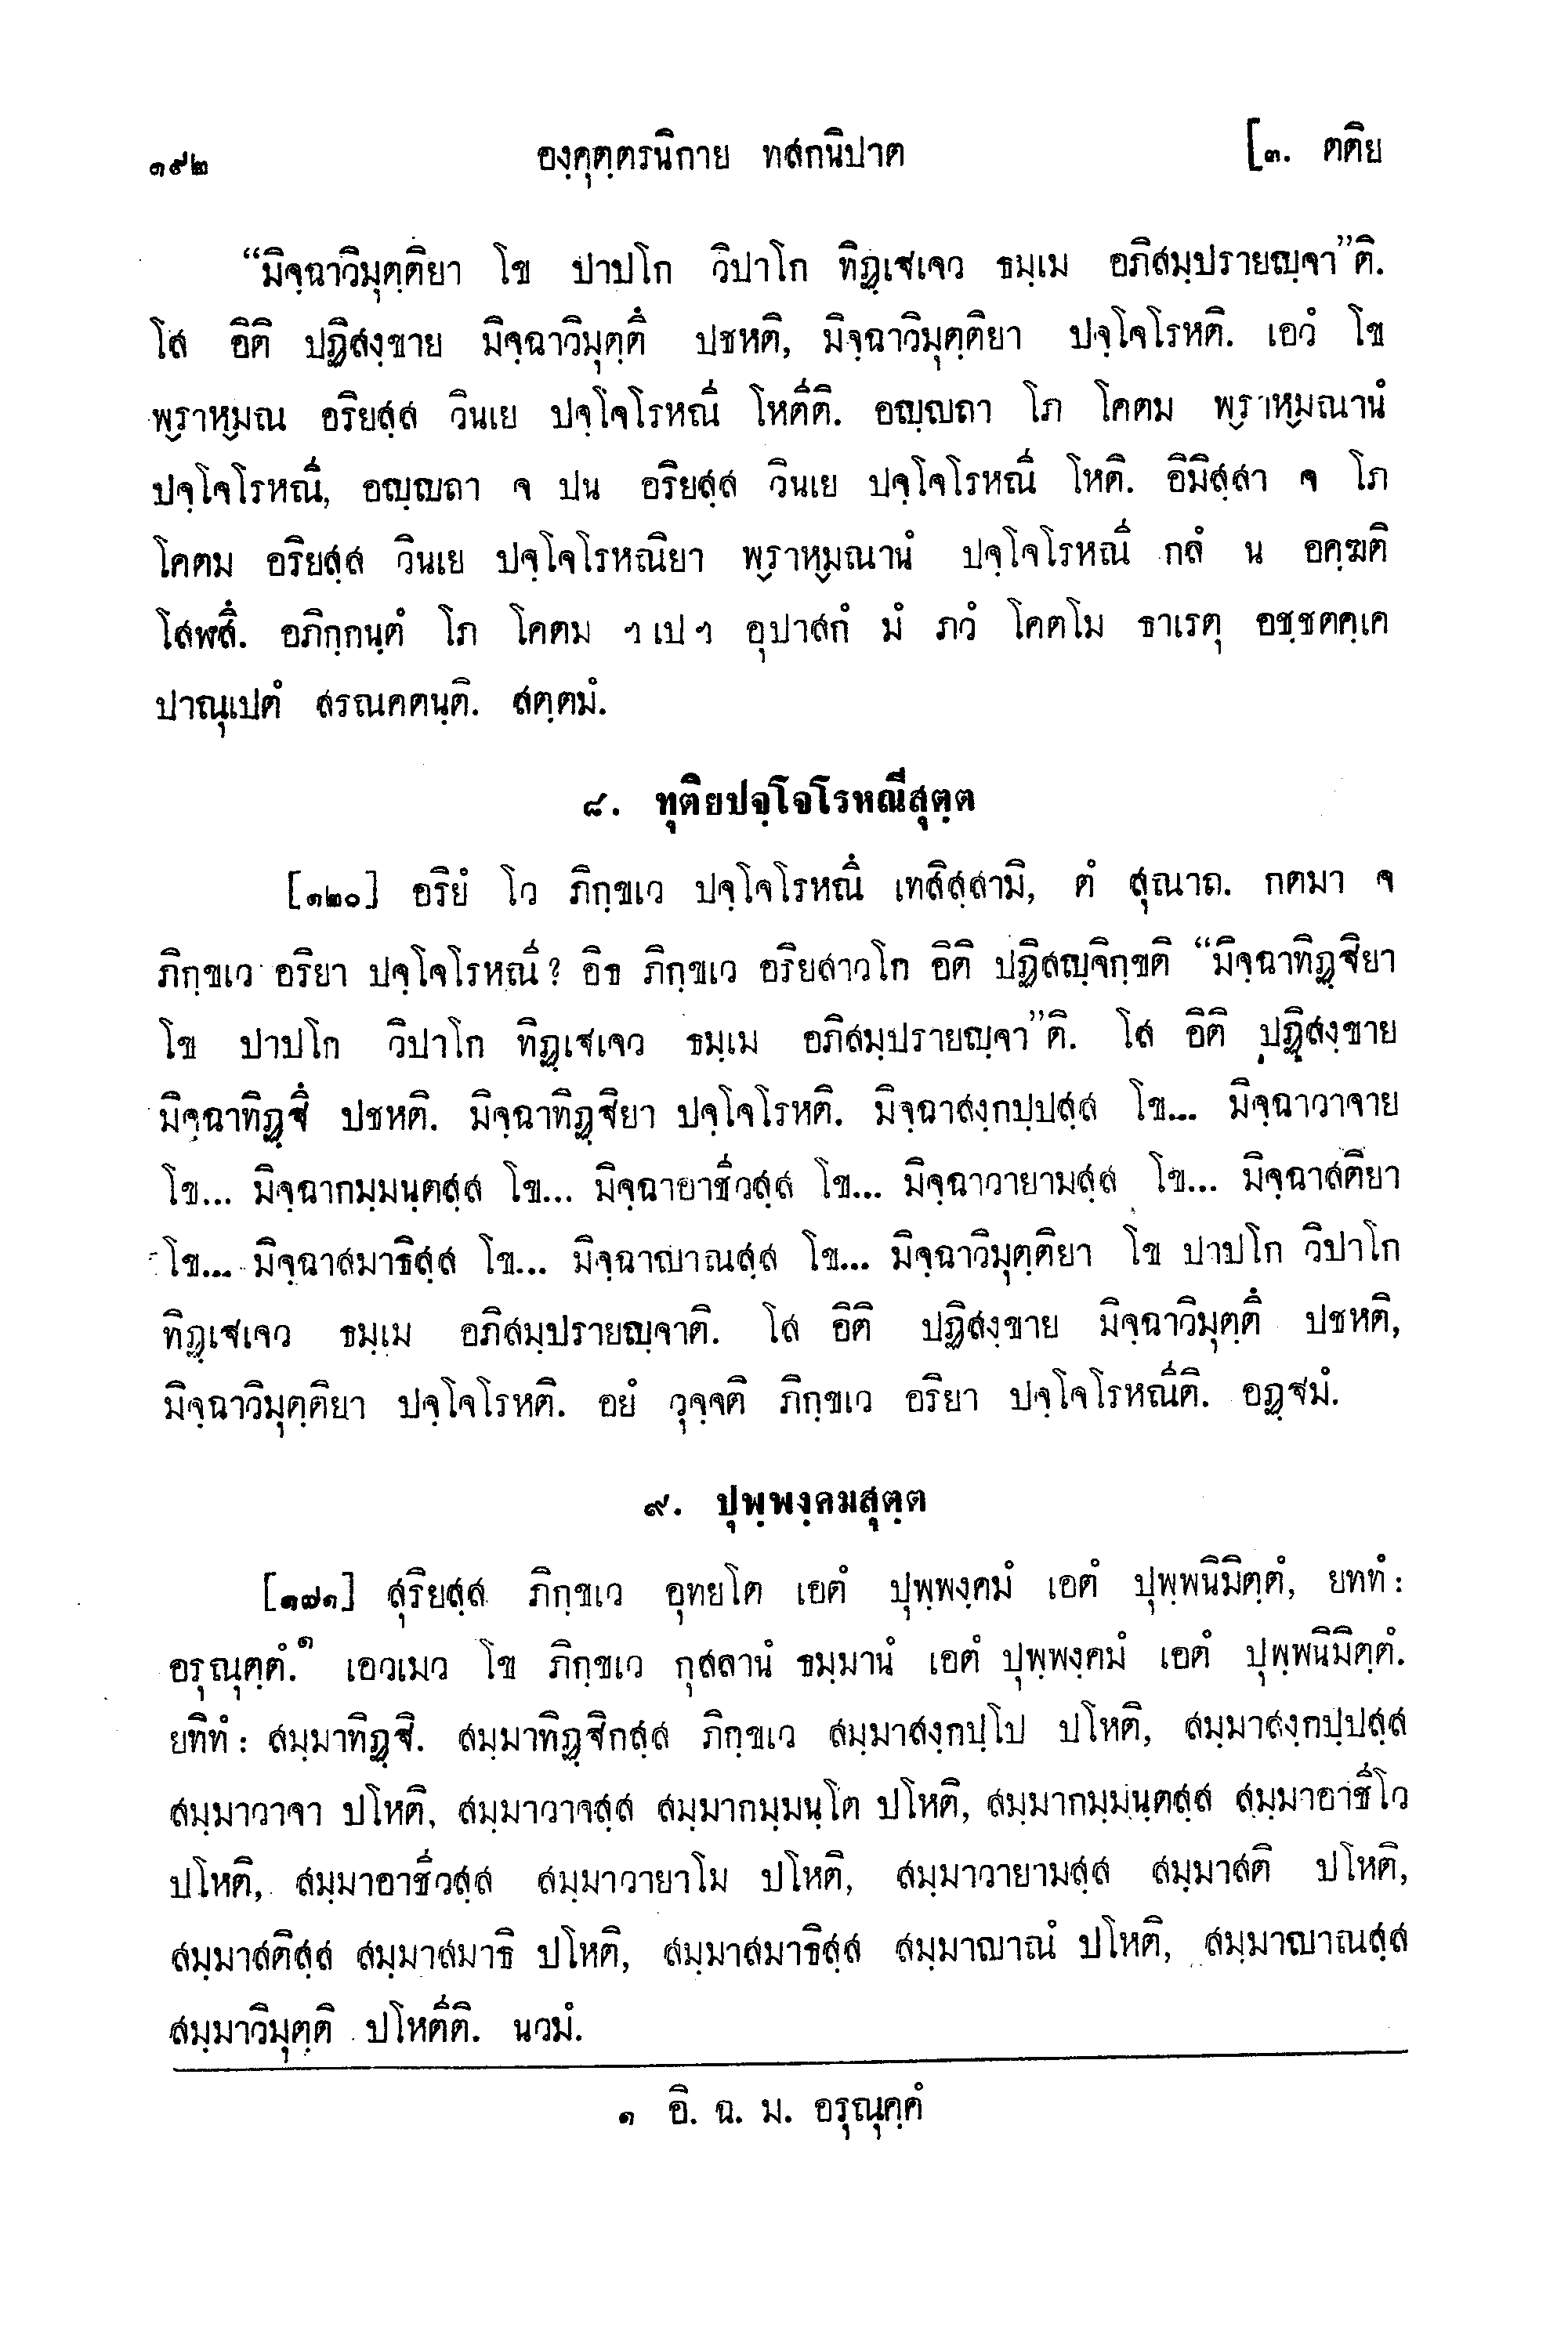 ๑๙๒ องฺคุตฺตรนิกาย ทสกนิปาต [๓. ตติย
“มิจฺฉาวิมุตฺติยา โข ปาปโก วิปาโก ทิฏฺเฐเจว ธมฺเม อภิสมฺปรายญฺจา”ติ.
โส อิติ ปฏิสงฺขาย มิจฺฉาวิมุตฺตึ ปชหติ, มิจฺฉาวิมุตฺติยา ปจฺโจโรหติ. เอวํ โข
พฺราหฺมณ อริยสฺส วินเย ปจฺโจโรหณี โหตีติ. อญฺญถา โภ โคตม พฺราหฺมณานํ
ปจฺโจโรหณี, อญฺญถา จ ปน อริยสฺส วินเย ปจฺโจโรหณี โหติ. อิมิสฺสา จ โภ
โคตม อริยสฺส วินเย ปจฺโจโรหณิยา พฺราหฺมณานํ ปจฺโจโรหณี กลํ น อคฺฆติ
โสฬสึ. อภิกฺกนฺตํ โภ โคตม ฯ เป ฯ อุปาสกํ มํ ภวํ โคตโม ธาเรตุ อชฺชตคฺเค
ปาณุเปตํ สรณคตนฺติ. สตฺตมํ.
๘. ทุติยปจฺโจโรหณีสุตฺต
[๑๒๐] อริยํ โว ภิกฺขเว ปจฺโจโรหณึ เทสิสฺสามิ, ตํ สุณาถ. กตมา จ
ภิกฺขเว อริยา ปจฺโจโรหณี? อิธ ภิกฺขเว อริยสาวโก อิติ ปฏิสญฺจิกฺขติ “มิจฺฉาทิฏฺฐิยา
โข ปาปโก วิปาโก ทิฏฺเฐเจว ธมฺเม อภิสมฺปรายญฺจา”ติ. โส อิติ ปฏิสงฺขาย
มิจฺฉาทิฏฺฐึ ปชหติ. มิจฺฉาทิฏฺฐิยา ปจฺโจโรหติ. มิจฺฉาสงฺกปฺปสฺส โข... มิจฺฉาวาจาย
โข... มิจฺฉากมฺมนฺตสฺส โข... มิจฺฉาอาชีวสฺส โข... มิจฺฉาวายามสฺส โข... มิจฺฉาสติยา
โข... มิจฺฉาสมาธิสฺส โข... มิจฺฉาญาณสฺส โข... มิจฺฉาวิมุตฺติยา โข ปาปโก วิปาโก
ทิฏฺเฐเจว ธมฺเม อภิสมฺปรายญฺจาติ. โส อิติ ปฏิสงฺขาย มิจฺฉาวิมุตฺตึ ปชหติ,
มิจฺฉาวิมุตฺติยา ปจฺโจโรหติ. อยํ วุจฺจติ ภิกฺขเว อริยา ปจฺโจโรหณีติ. อฏฺฐมํ.
๙. ปุพฺพงฺคมสุตฺต
[๑๗๑] สุริยสฺส ภิกฺขเว อุทยโต เอตํ ปุพฺพงฺคมํ เอตํ ปุพฺพนิมิตฺตํ, ยททํ :
อรุณุตฺตํ.๑ เอวเมว โข ภิกฺขเว กุสลานํ ธมฺมานํ เอตํ ปุพฺพงฺคมํ เอตํ ปุพฺพนิมิตฺตํ.
ยทิทํ : สมฺมาทิฏฺฐิ. สมฺมาทิฏฺฐิกสฺส ภิกฺขเว สมฺมาสงฺกปฺโป ปโหติ, สมฺมาสงฺกปฺปสฺส
สมฺมาวาจา ปโหติ, สมฺมาวาจสฺส สมฺมากมฺมนฺโต ปโหติ, สมฺมากมฺมนฺตสฺส สมฺมาอาชีโว
ปโหติ, สมฺมาอาชีวสฺส สมฺมาวายาโม ปโหติ, สมฺมาวายามสฺส สมฺมาสติ ปโหติ,
สมฺมาสติสฺส สมฺมาสมาธิ ปโหติ, สมฺมาสมาธิสฺส สมฺมาญาณํ ปโหติ, สมฺมาญาณสฺส
สมฺมาวิมุตฺติ ปโหตีติ. นวมํ.
๑ อิ. ฉ. ม. อรุณุคฺคํ